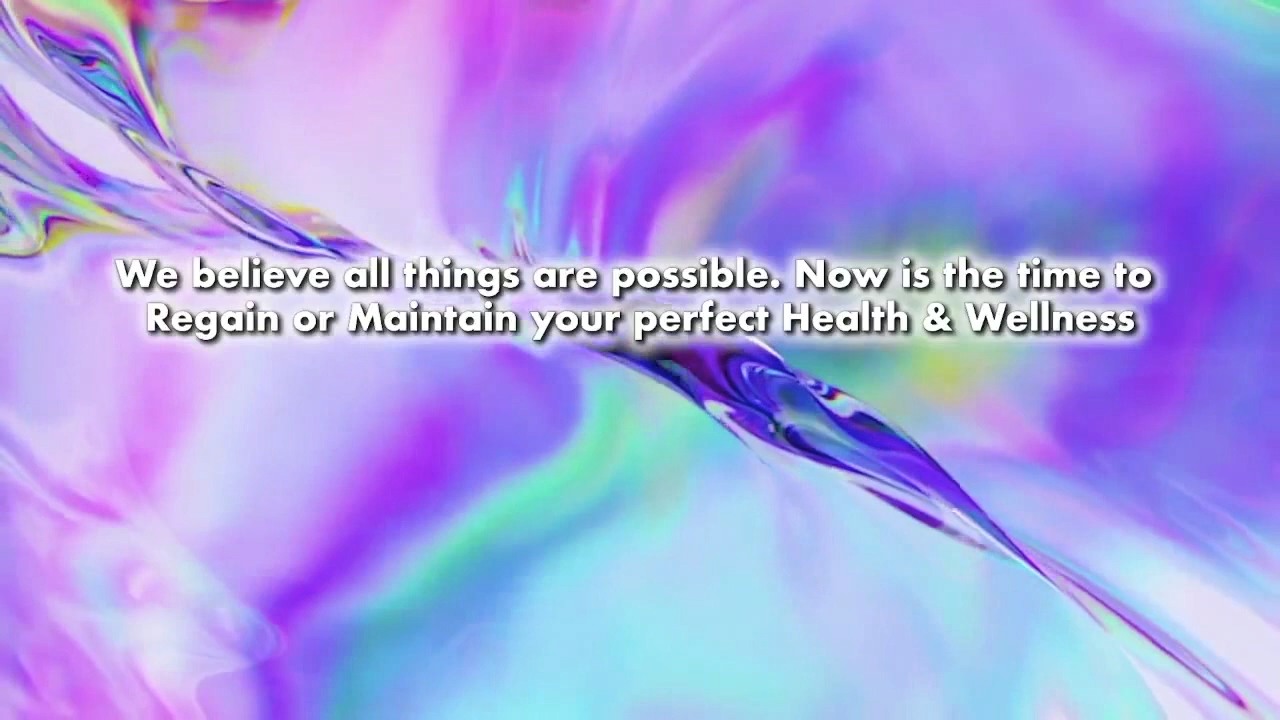 We believe all things are possible. Now is the time to
Regain or Maintain your perfect Health & Wellness